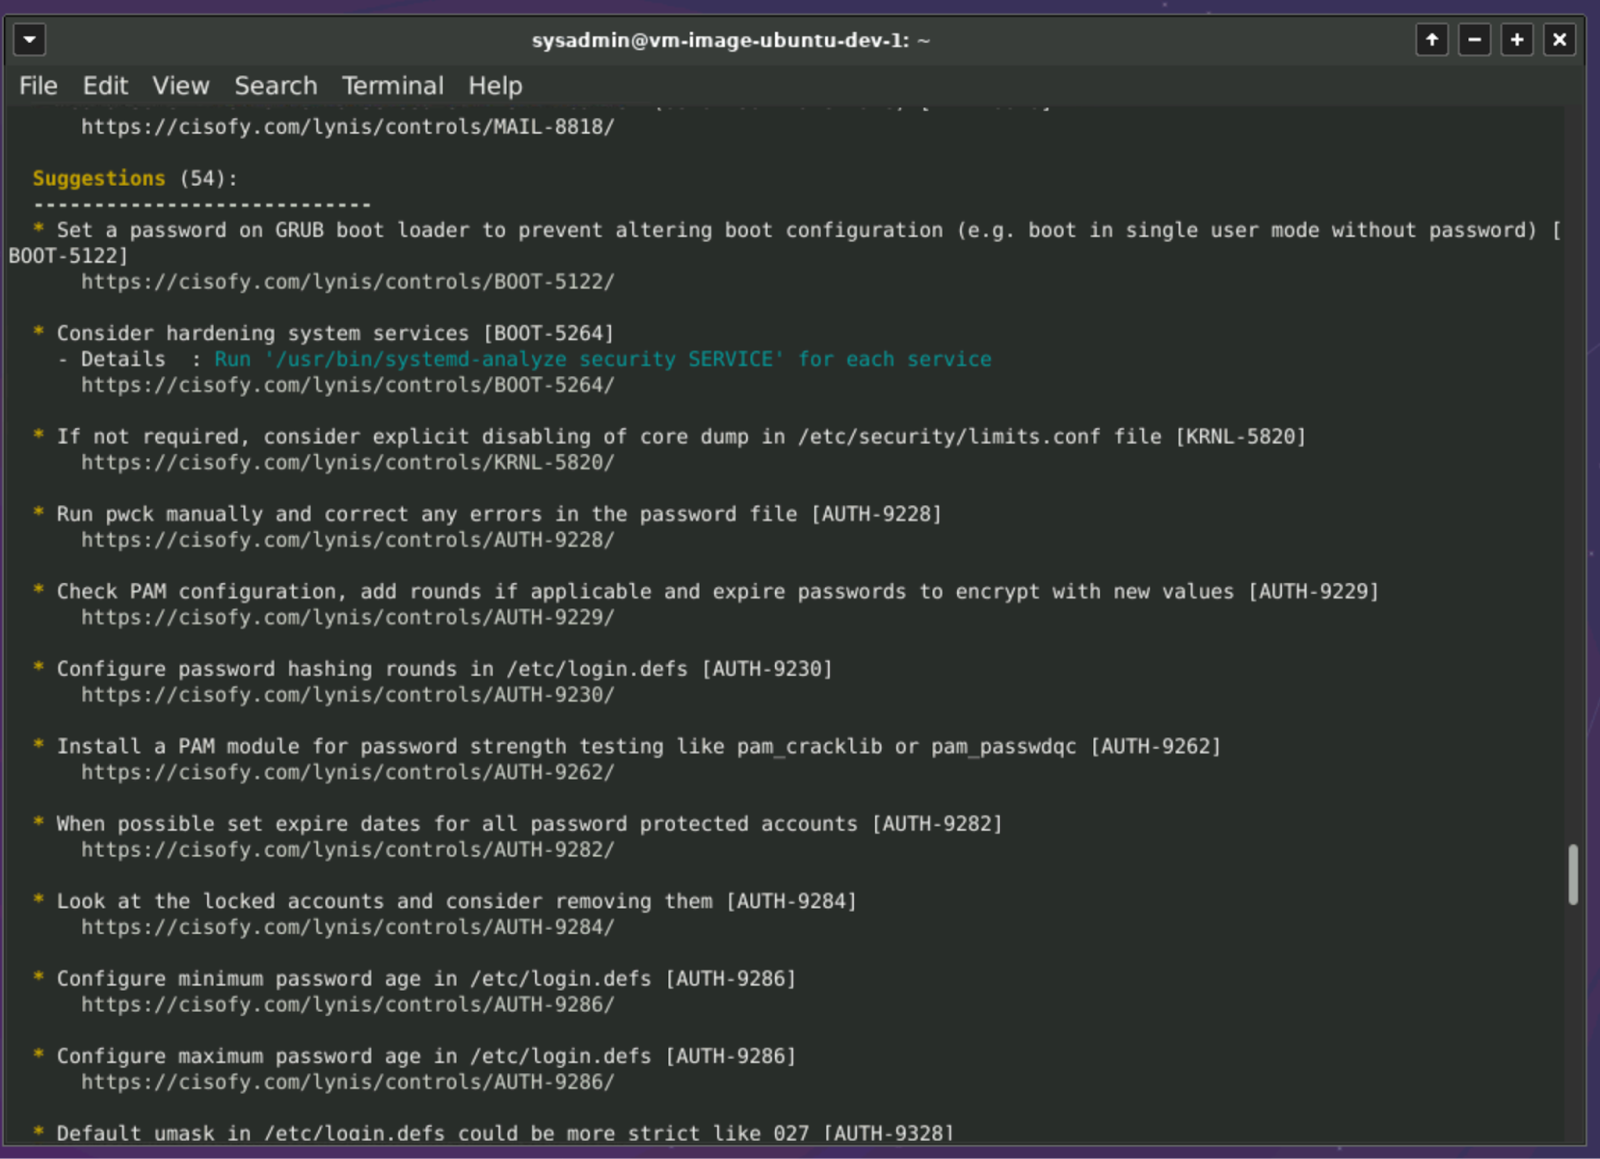 sysadmin@vm-image-ubuntu-dev-1: ~
File Edit View Search Terminal Help
https://cisofy.com/lynis/controls/MAIL-8818/
Suggestions (54):
----------------------------
* Set a password on GRUB boot loader to prevent altering boot configuration (e.g. boot in single user mode without password) [
BOOT-5122]
https://cisofy.com/lynis/controls/BOOT-5122/
* Consider hardening system services [BOOT-5264]
- Details  : Run '/usr/bin/systemd-analyze security SERVICE' for each service
https://cisofy.com/lynis/controls/BOOT-5264/
* If not required, consider explicit disabling of core dump in /etc/security/limits.conf file [KRNL-5820]
https://cisofy.com/lynis/controls/KRNL-5820/
* Run pwck manually and correct any errors in the password file [AUTH-9228]
https://cisofy.com/lynis/controls/AUTH-9228/
* Check PAM configuration, add rounds if applicable and expire passwords to encrypt with new values [AUTH-9229]
https://cisofy.com/lynis/controls/AUTH-9229/
* Configure password hashing rounds in /etc/login.defs [AUTH-9230]
https://cisofy.com/lynis/controls/AUTH-9230/
* Install a PAM module for password strength testing like pam_cracklib or pam_passwdqc [AUTH-9262]
https://cisofy.com/lynis/controls/AUTH-9262/
* When possible set expire dates for all password protected accounts [AUTH-9282]
https://cisofy.com/lynis/controls/AUTH-9282/
* Look at the locked accounts and consider removing them [AUTH-9284]
https://cisofy.com/lynis/controls/AUTH-9284/
* Configure minimum password age in /etc/login.defs [AUTH-9286]
https://cisofy.com/lynis/controls/AUTH-9286/
* Configure maximum password age in /etc/login.defs [AUTH-9286]
https://cisofy.com/lynis/controls/AUTH-9286/
* Default umask in /etc/login.defs could be more strict like 027 [AUTH-9328]